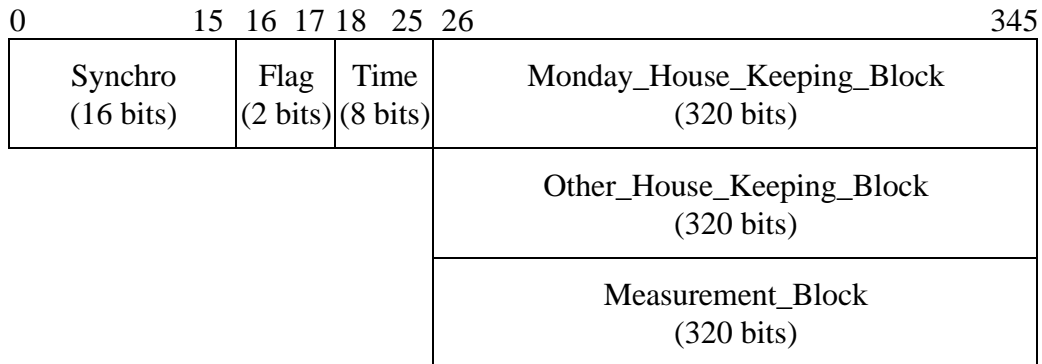 0 15 16 17 18 25 26 345
Synchro Flag Time Monday_House_Keeping_Block
(16 bits) (2 bits) (8 bits) (320 bits)
Other_House_Keeping_Block
(320 bits)
Measurement_Block
(320 bits)